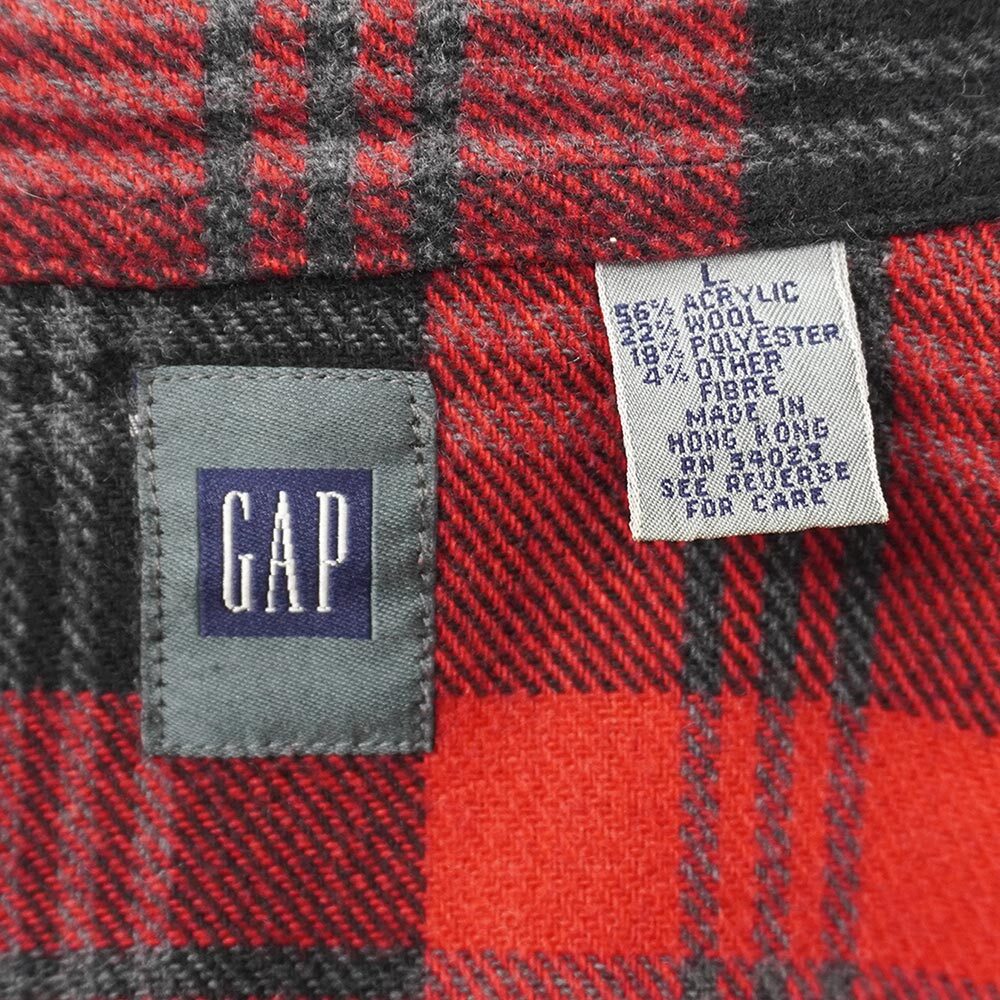 GAP
L
56% ACRYLIC
22% WOOL
18% POLYESTER
4% OTHER
FIBRE
MADE IN
HONG KONG
RN 54023
SEE REVERSE
FOR CARE